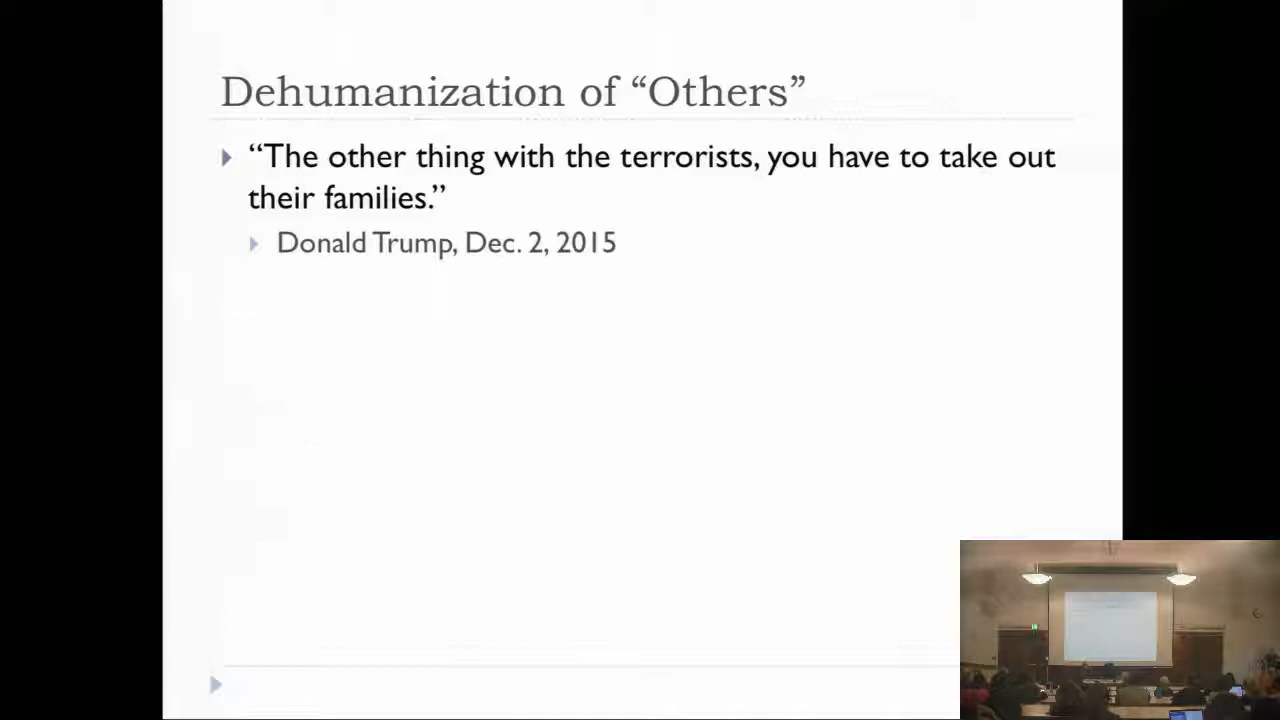 Dehumanization of “Others”
“The other thing with the terrorists, you have to take out
their families.”
Donald Trump, Dec. 2, 2015